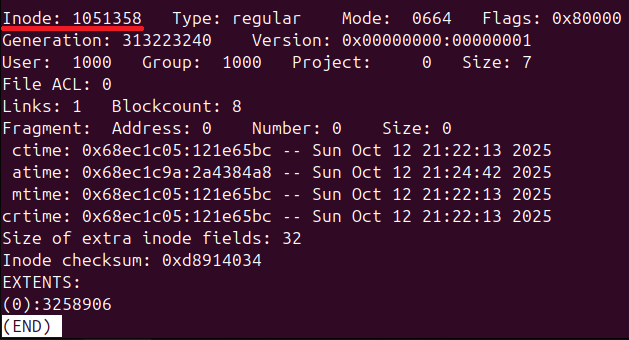 Inode: 1051358   Type: regular    Mode:  0664   Flags: 0x80000
Generation: 313223240    Version: 0x00000000:00000001
User:  1000   Group:  1000   Project:     0   Size: 7
File ACL: 0
Links: 1   Blockcount: 8
Fragment:  Address: 0    Number: 0    Size: 0
 ctime: 0x68ec1c05:121e65bc -- Sun Oct 12 21:22:13 2025
 atime: 0x68ec1c9a:2a4384a8 -- Sun Oct 12 21:24:42 2025
 mtime: 0x68ec1c05:121e65bc -- Sun Oct 12 21:22:13 2025
crtime: 0x68ec1c05:121e65bc -- Sun Oct 12 21:22:13 2025
Size of extra inode fields: 32
Inode checksum: 0xd8914034
EXTENTS:
(0):3258906
(END)